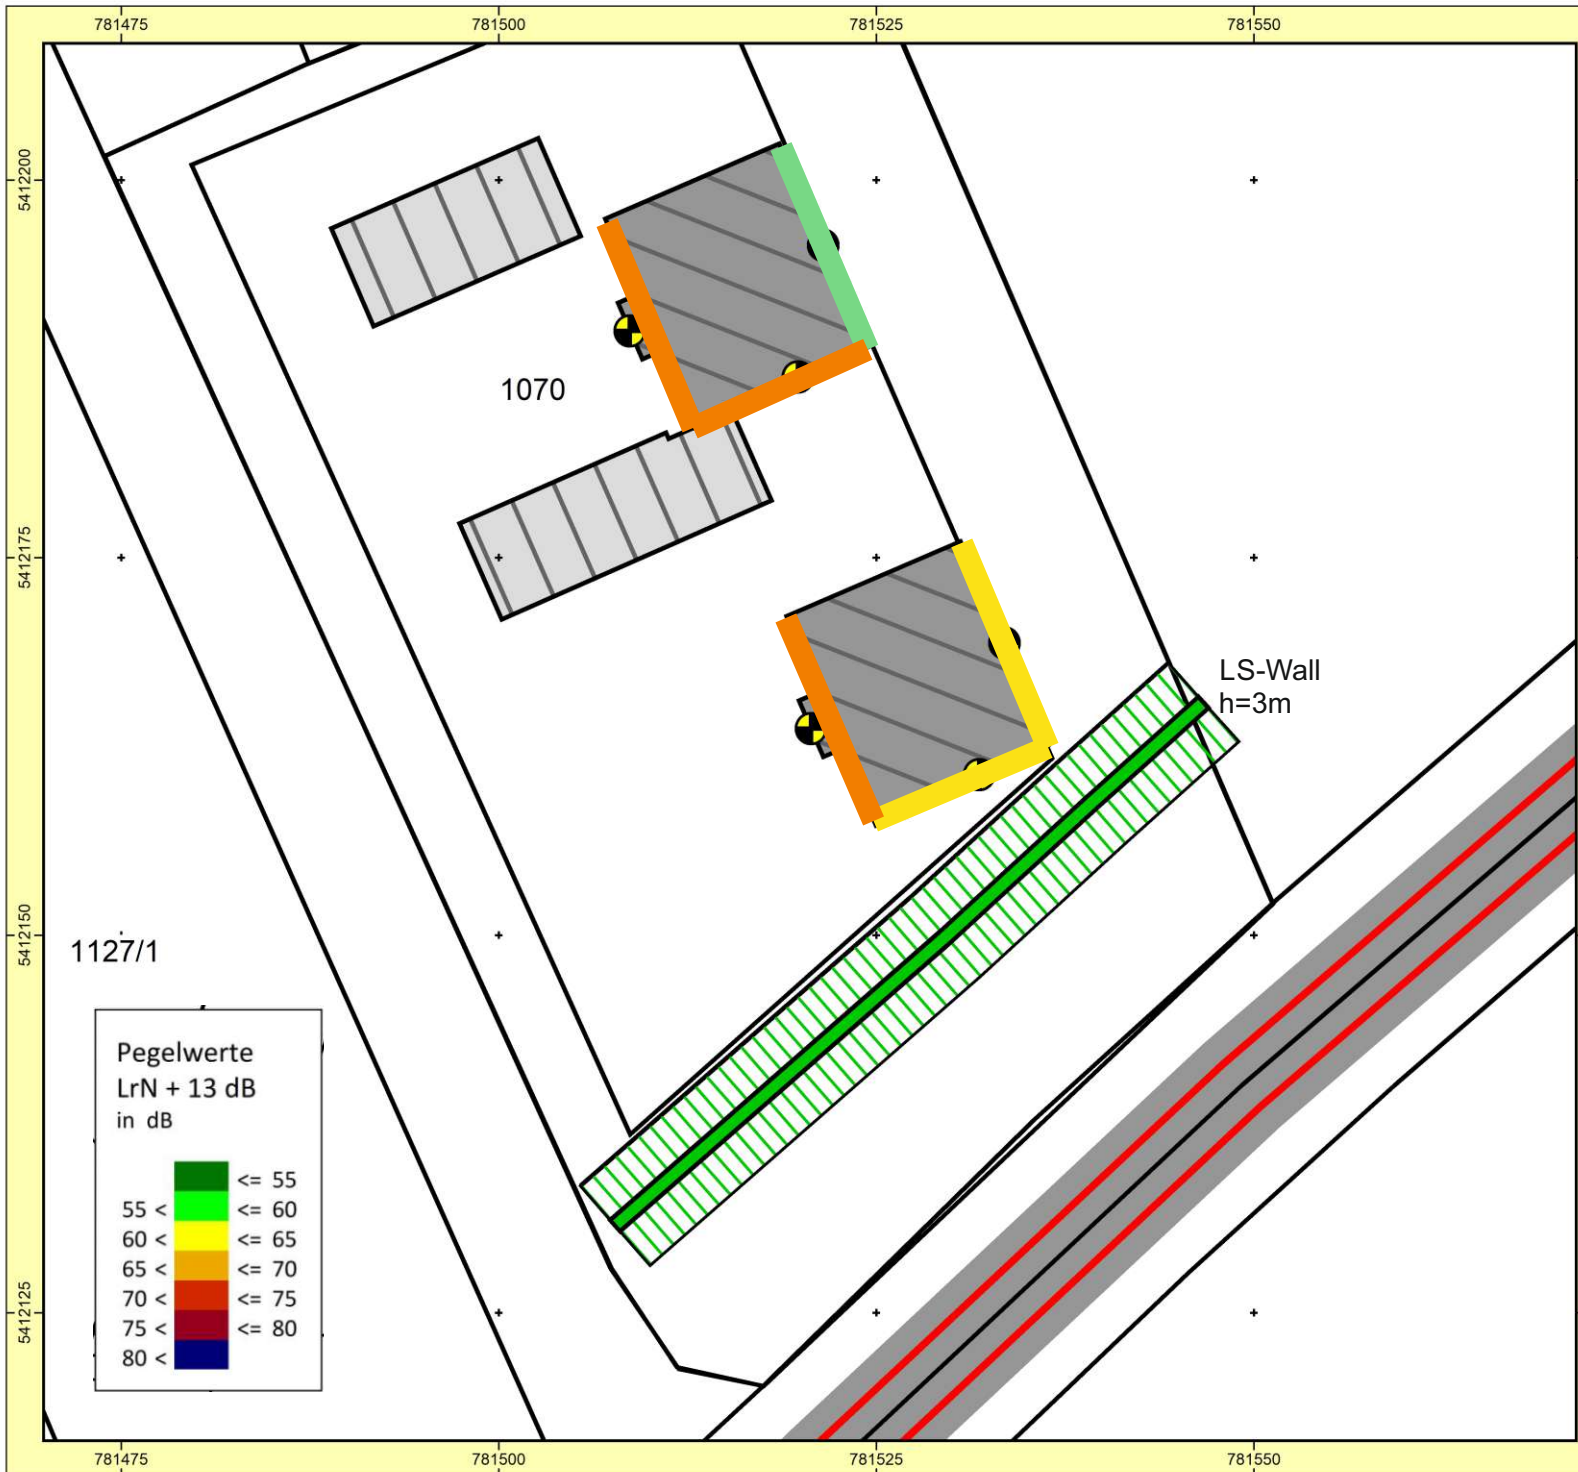 781475 781500 781525 781550
5412200
5412175
5412150
5412125
1070
LS-Wall
h=3m
1127/1
Pegelwerte
LrN + 13 dB
in dB
<= 55
55 < <= 60
60 < <= 65
65 < <= 70
70 < <= 75
75 < <= 80
80 <
781475 781500 781525 781550